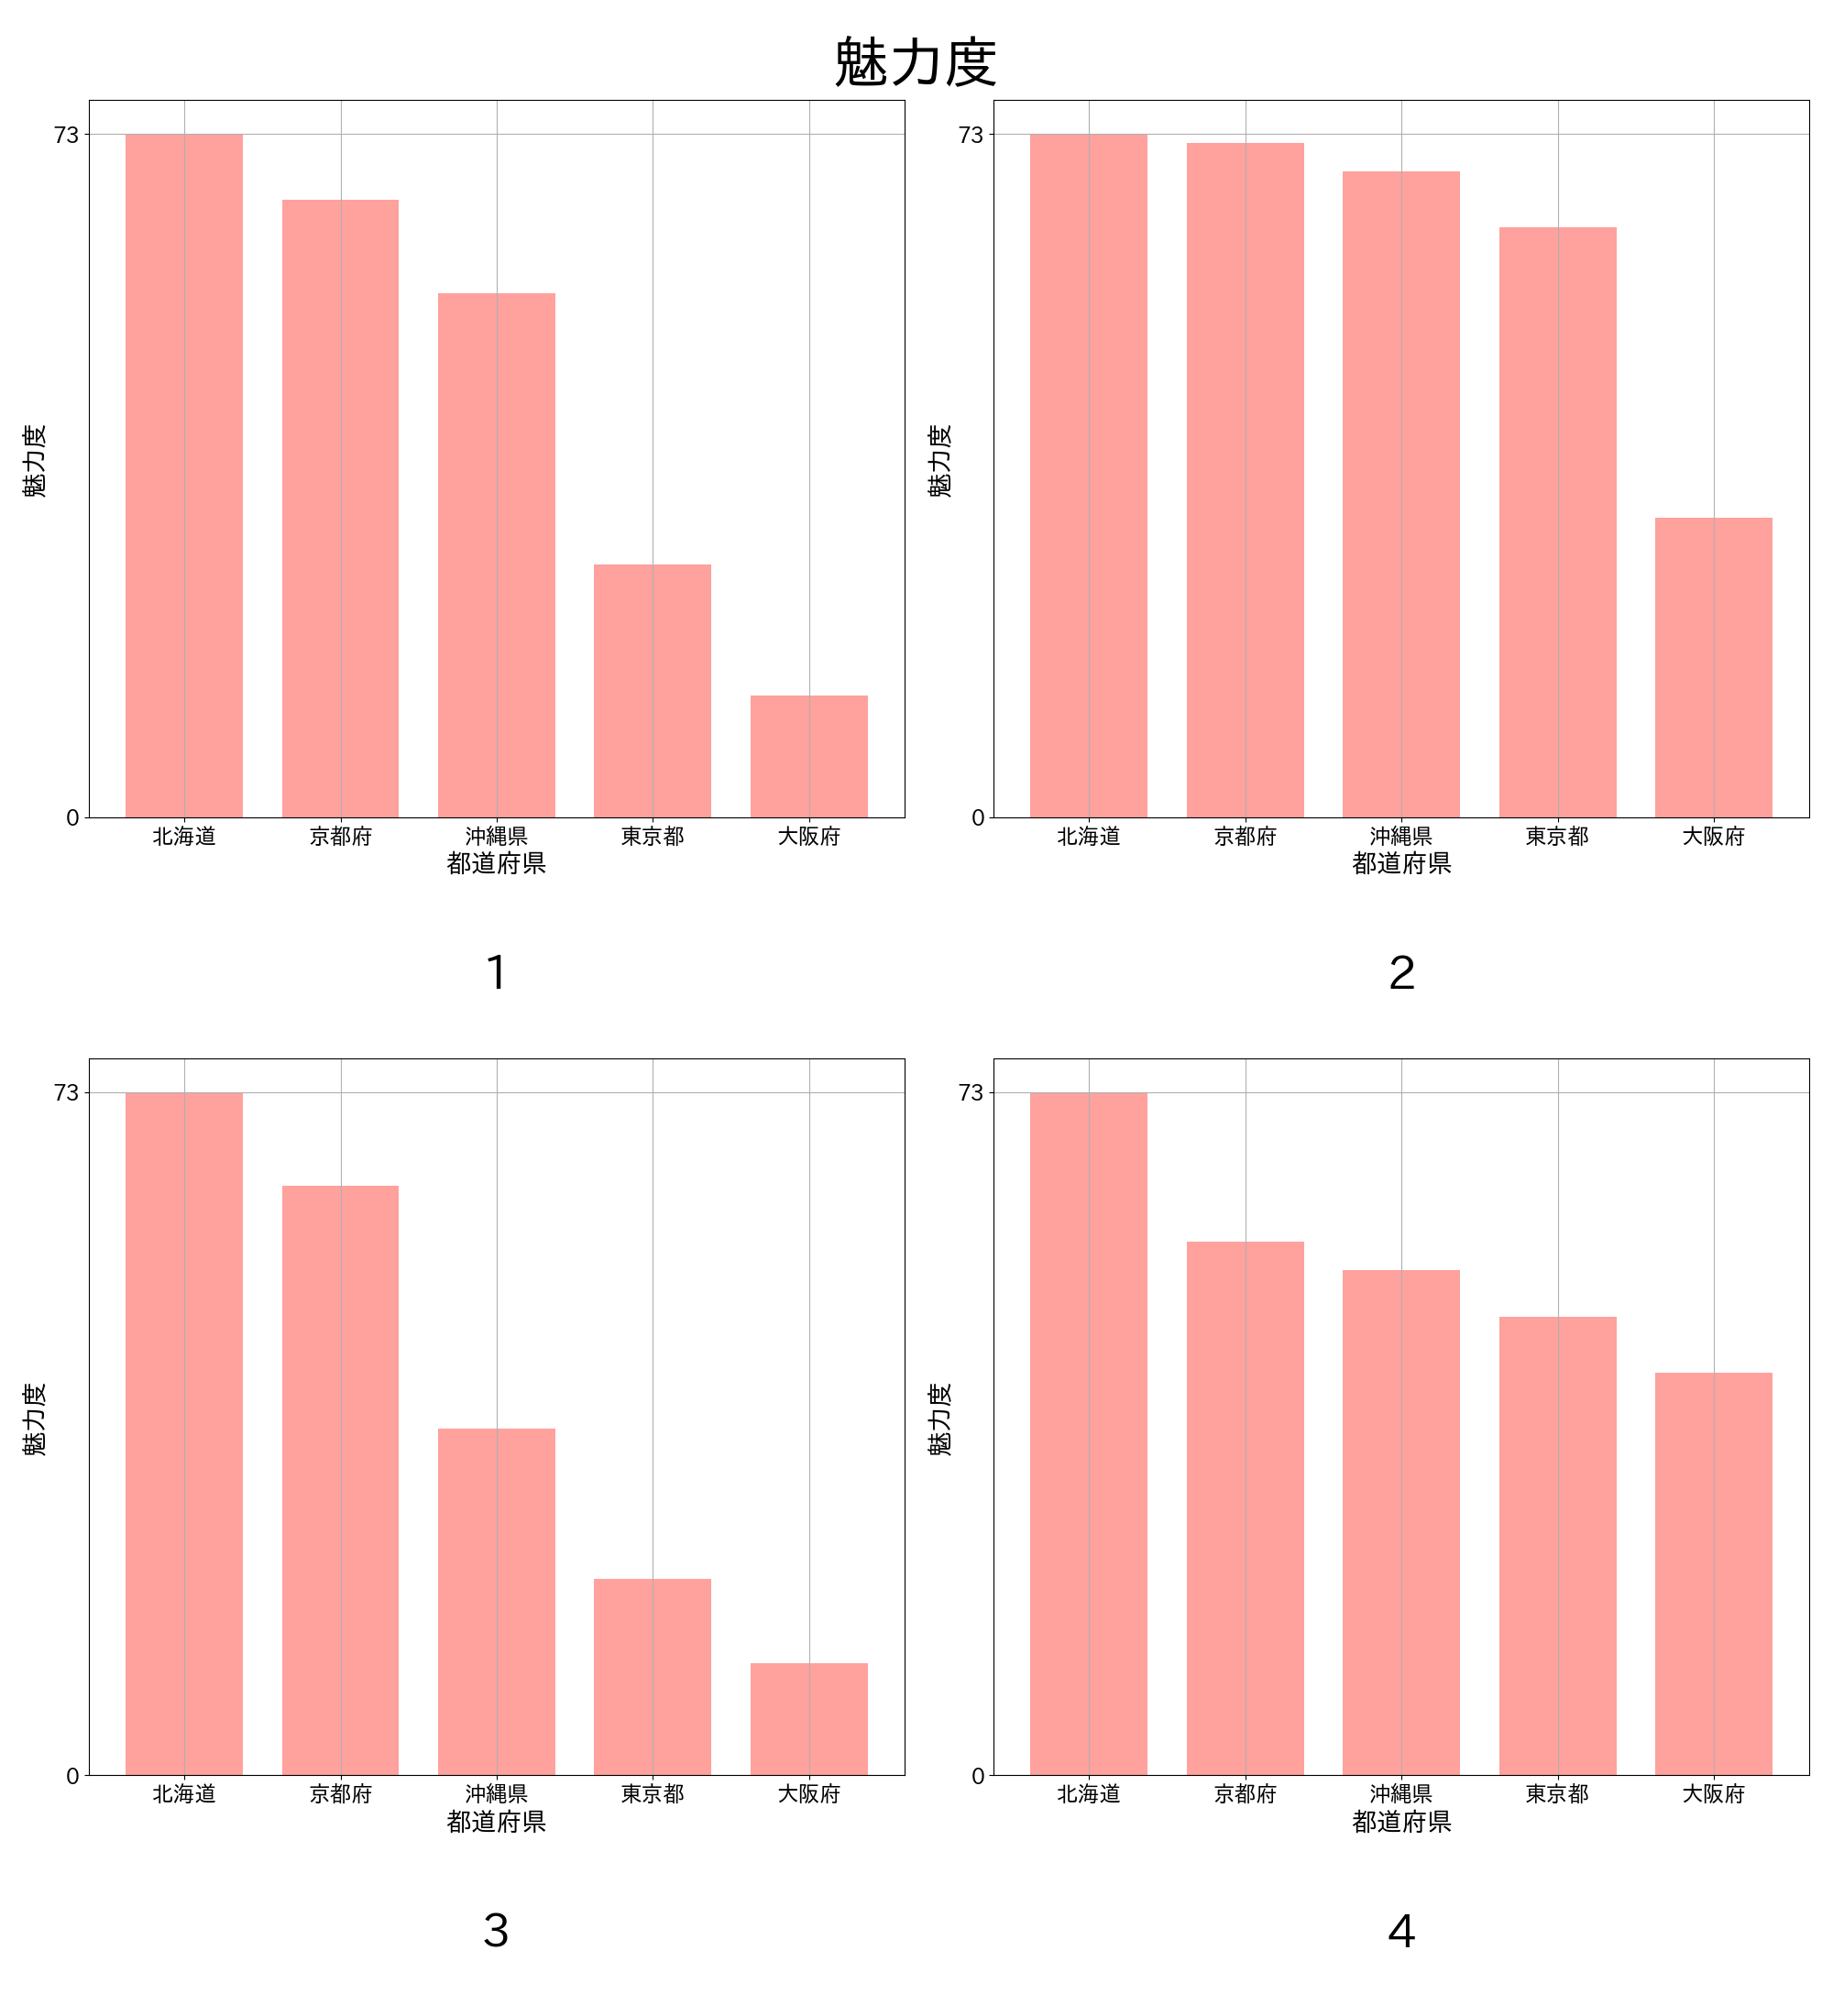 魅力度
73
0
魅力度
北海道 京都府 沖縄県 東京都 大阪府
都道府県
1
73
0
魅力度
北海道 京都府 沖縄県 東京都 大阪府
都道府県
2
73
0
魅力度
北海道 京都府 沖縄県 東京都 大阪府
都道府県
3
73
0
魅力度
北海道 京都府 沖縄県 東京都 大阪府
都道府県
4